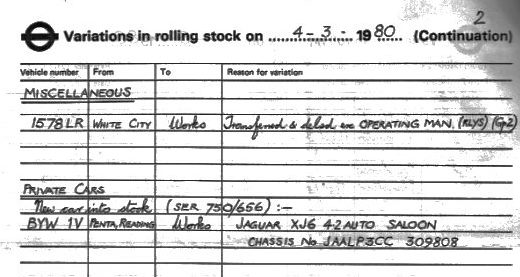 2
Variations in rolling stock on 4 - 3 - 1980 (Continuation)
Vehicle number From To Reason for variation
MISCELLANEOUS
1578LR WHITE CITY Works Transferred & deled ex OPERATING MAN. (RLYS) (Gp2)
PRIVATE CARS
New car into stock (SER 750/656) :-
BYW 1V PENTA, READING Works JAGUAR XJ6 4·2 AUTO SALOON
CHASSIS No JAALP3CC 309808